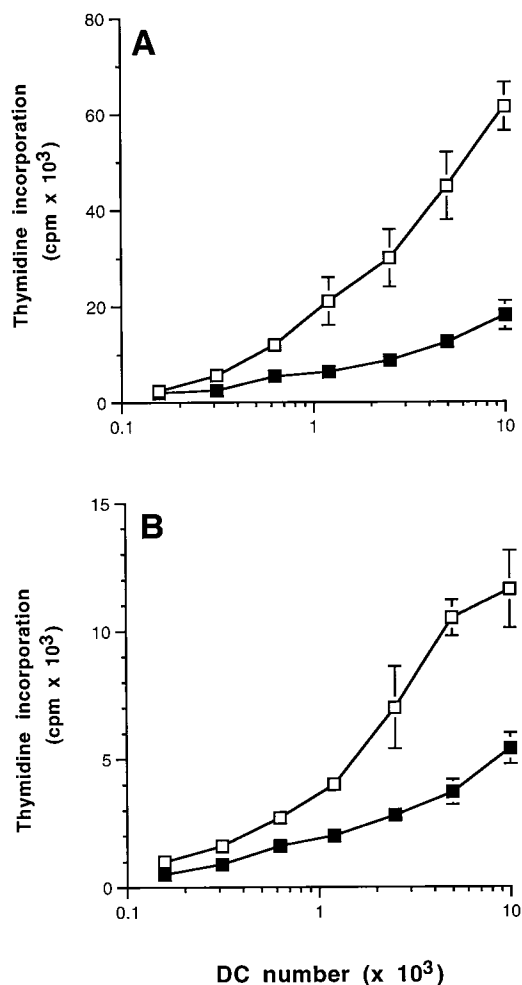 A
Thymidine incorporation
(cpm x 10³)
80
60
40
20
0
0.1
1
10
B
Thymidine incorporation
(cpm x 10³)
15
10
5
0
0.1
1
10
DC number (x 10³)